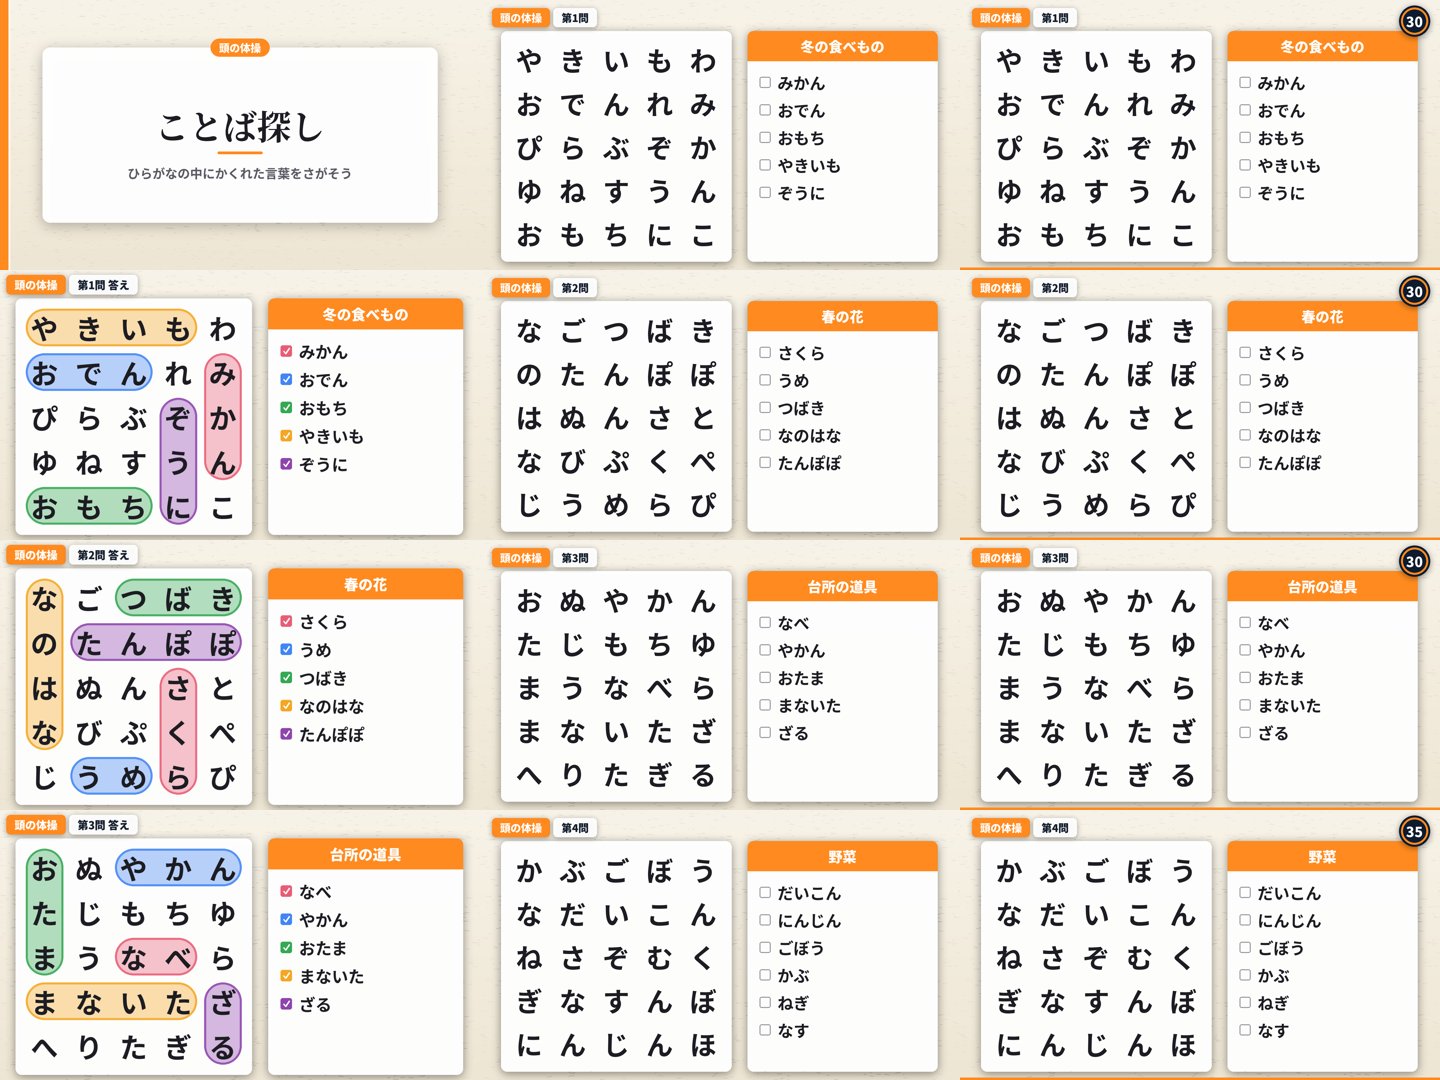 頭の体操
ことば探し
ひらがなの中にかくれた言葉をさがそう
頭の体操 第1問
や き い も わ
お で ん れ み
ぴ ら ぶ ぞ か
ゆ ね す う ん
お も ち に こ
冬の食べもの
みかん
おでん
おもち
やきいも
ぞうに
頭の体操 第1問
30
や き い も わ
お で ん れ み
ぴ ら ぶ ぞ か
ゆ ね す う ん
お も ち に こ
冬の食べもの
みかん
おでん
おもち
やきいも
ぞうに
頭の体操 第1問 答え
や き い も わ
お で ん れ み
ぴ ら ぶ ぞ か
ゆ ね す う ん
お も ち に こ
冬の食べもの
みかん
おでん
おもち
やきいも
ぞうに
頭の体操 第2問
な ご つ ば き
の た ん ぽ ぽ
は ぬ ん さ と
な び ぷ く ぺ
じ う め ら ぴ
春の花
さくら
うめ
つばき
なのはな
たんぽぽ
頭の体操 第2問
30
な ご つ ば き
の た ん ぽ ぽ
は ぬ ん さ と
な び ぷ く ぺ
じ う め ら ぴ
春の花
さくら
うめ
つばき
なのはな
たんぽぽ
頭の体操 第2問 答え
な ご つ ば き
の た ん ぽ ぽ
は ぬ ん さ と
な び ぷ く ぺ
じ う め ら ぴ
春の花
さくら
うめ
つばき
なのはな
たんぽぽ
頭の体操 第3問
お ぬ や か ん
た じ も ち ゆ
ま う な べ ら
ま な い た ざ
へ り た ぎ る
台所の道具
なべ
やかん
おたま
まないた
ざる
頭の体操 第3問
30
お ぬ や か ん
た じ も ち ゆ
ま う な べ ら
ま な い た ざ
へ り た ぎ る
台所の道具
なべ
やかん
おたま
まないた
ざる
頭の体操 第3問 答え
お ぬ や か ん
た じ も ち ゆ
ま う な べ ら
ま な い た ざ
へ り た ぎ る
台所の道具
なべ
やかん
おたま
まないた
ざる
頭の体操 第4問
か ぶ ご ぼ う
な だ い こ ん
ね さ ぞ む く
ぎ な す ん ぼ
に ん じ ん ほ
野菜
だいこん
にんじん
ごぼう
かぶ
ねぎ
なす
頭の体操 第4問
35
か ぶ ご ぼ う
な だ い こ ん
ね さ ぞ む く
ぎ な す ん ぼ
に ん じ ん ほ
野菜
だいこん
にんじん
ごぼう
かぶ
ねぎ
なす